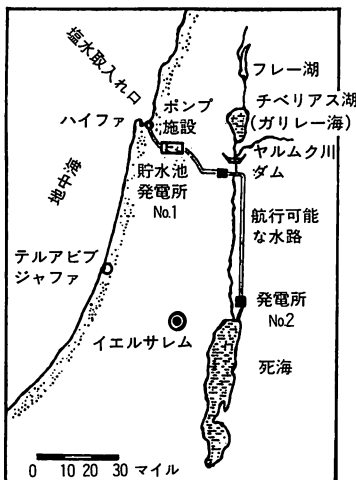 塩水取入れ口
フレー湖
ポンプ
施設
チベリアス湖
(ガリレー海)
ハイファ
ヤルムク川
ダム
地中海
貯水池
発電所
No.1
航行可能
な水路
テルアビブ
ジャファ
発電所
No.2
イエルサレム
死海
0 10 20 30 マイル